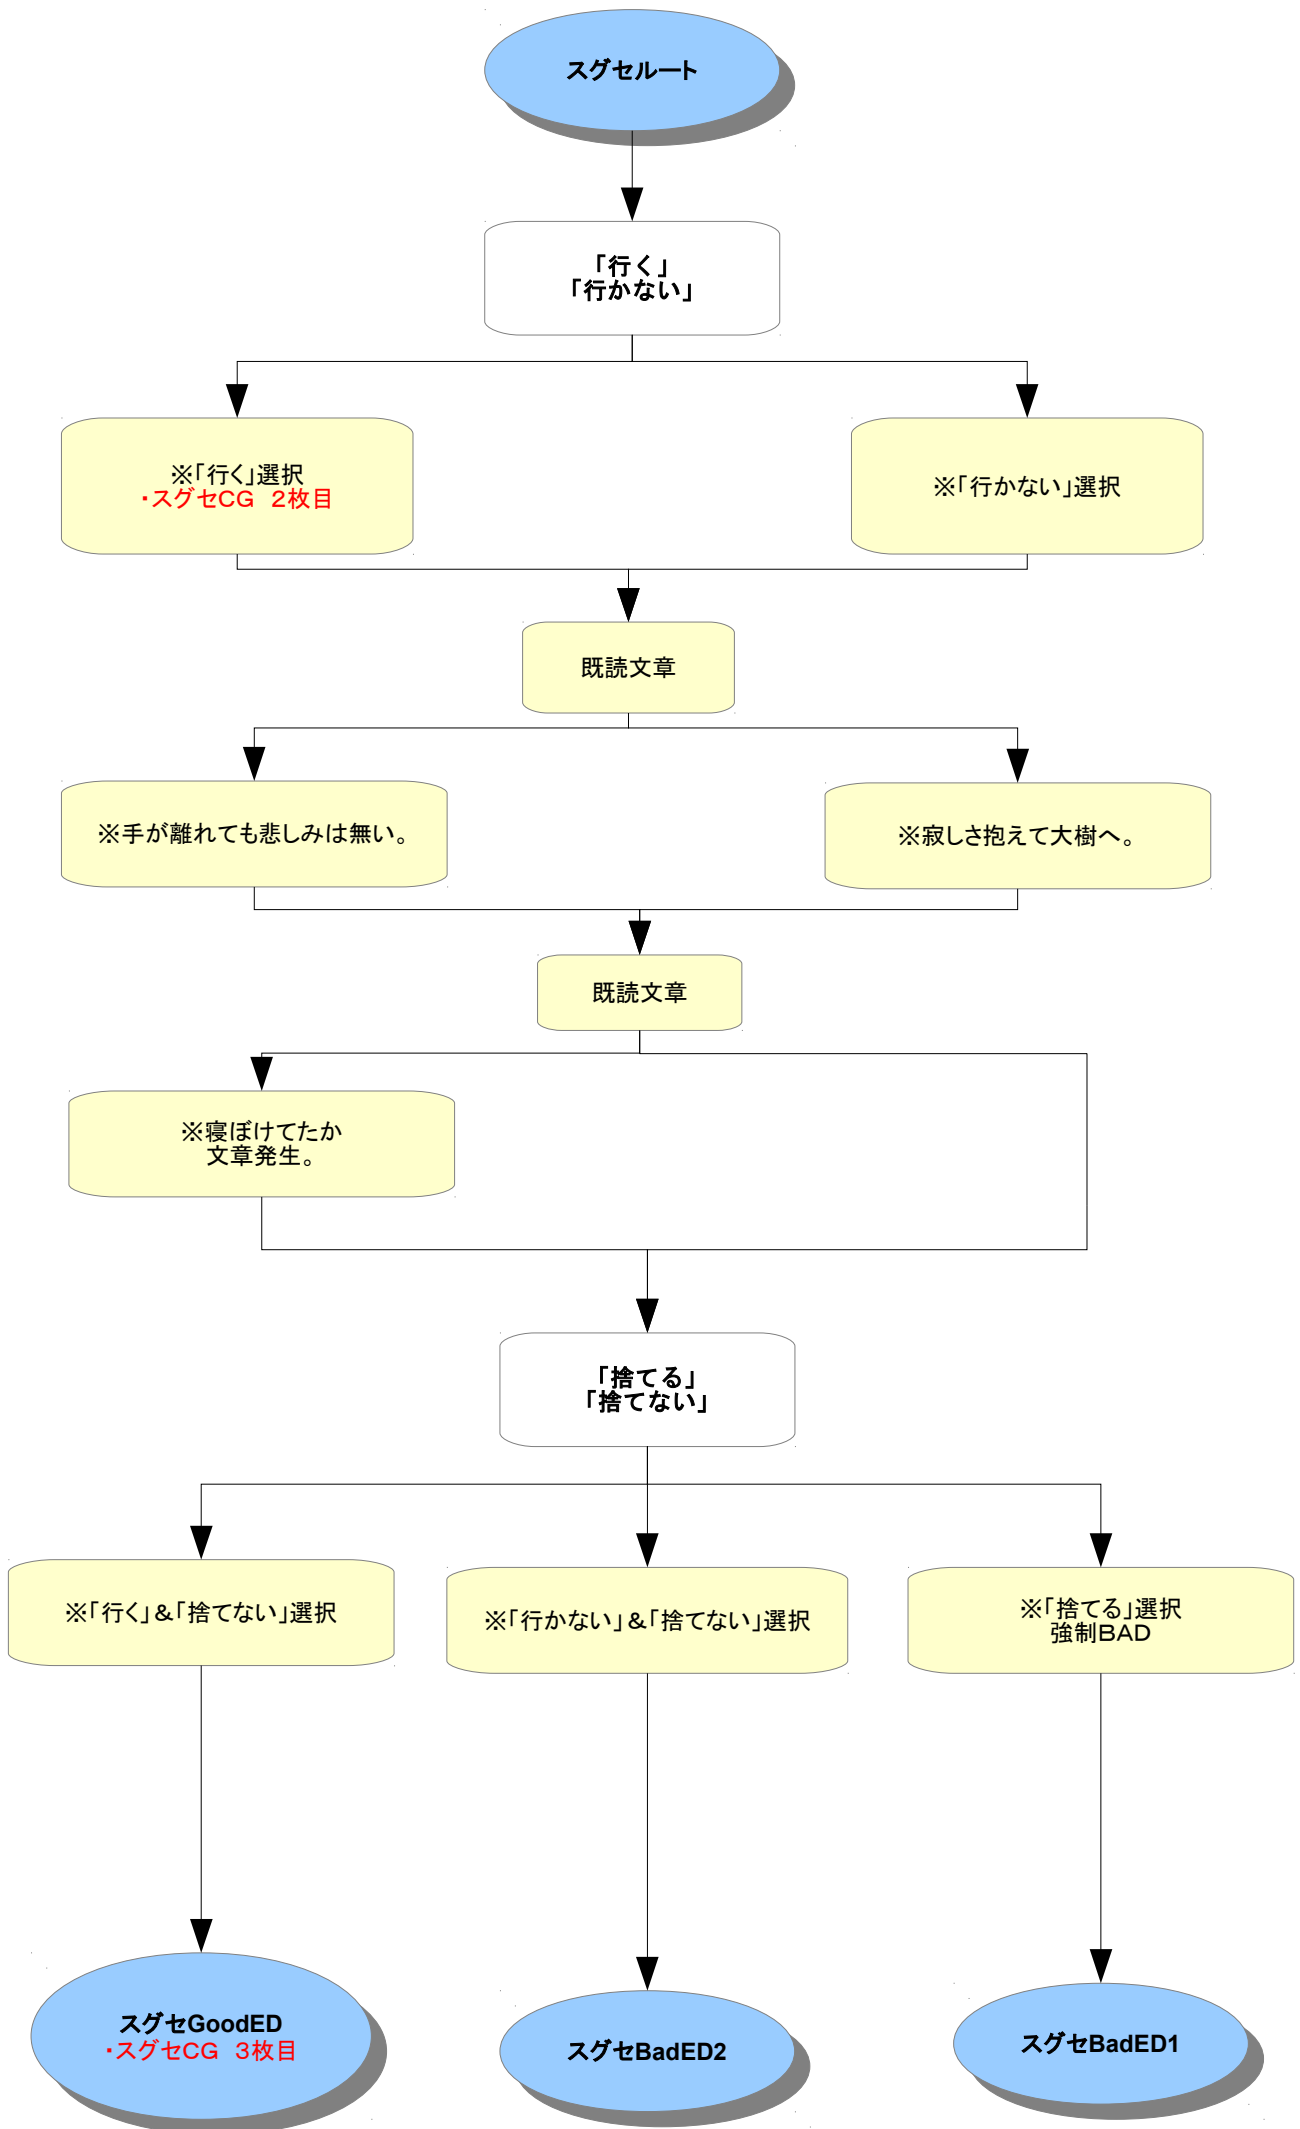 スグセルート
「行く」
「行かない」
※「行く」選択
・スグセCG　2枚目
※「行かない」選択
既読文章
※手が離れても悲しみは無い。
※寂しさ抱えて大樹へ。
既読文章
※寝ぼけてたか
文章発生。
「捨てる」
「捨てない」
※「行く」＆「捨てない」選択
※「行かない」＆「捨てない」選択
※「捨てる」選択
強制BAD
スグセGoodED
・スグセCG　3枚目
スグセBadED2
スグセBadED1